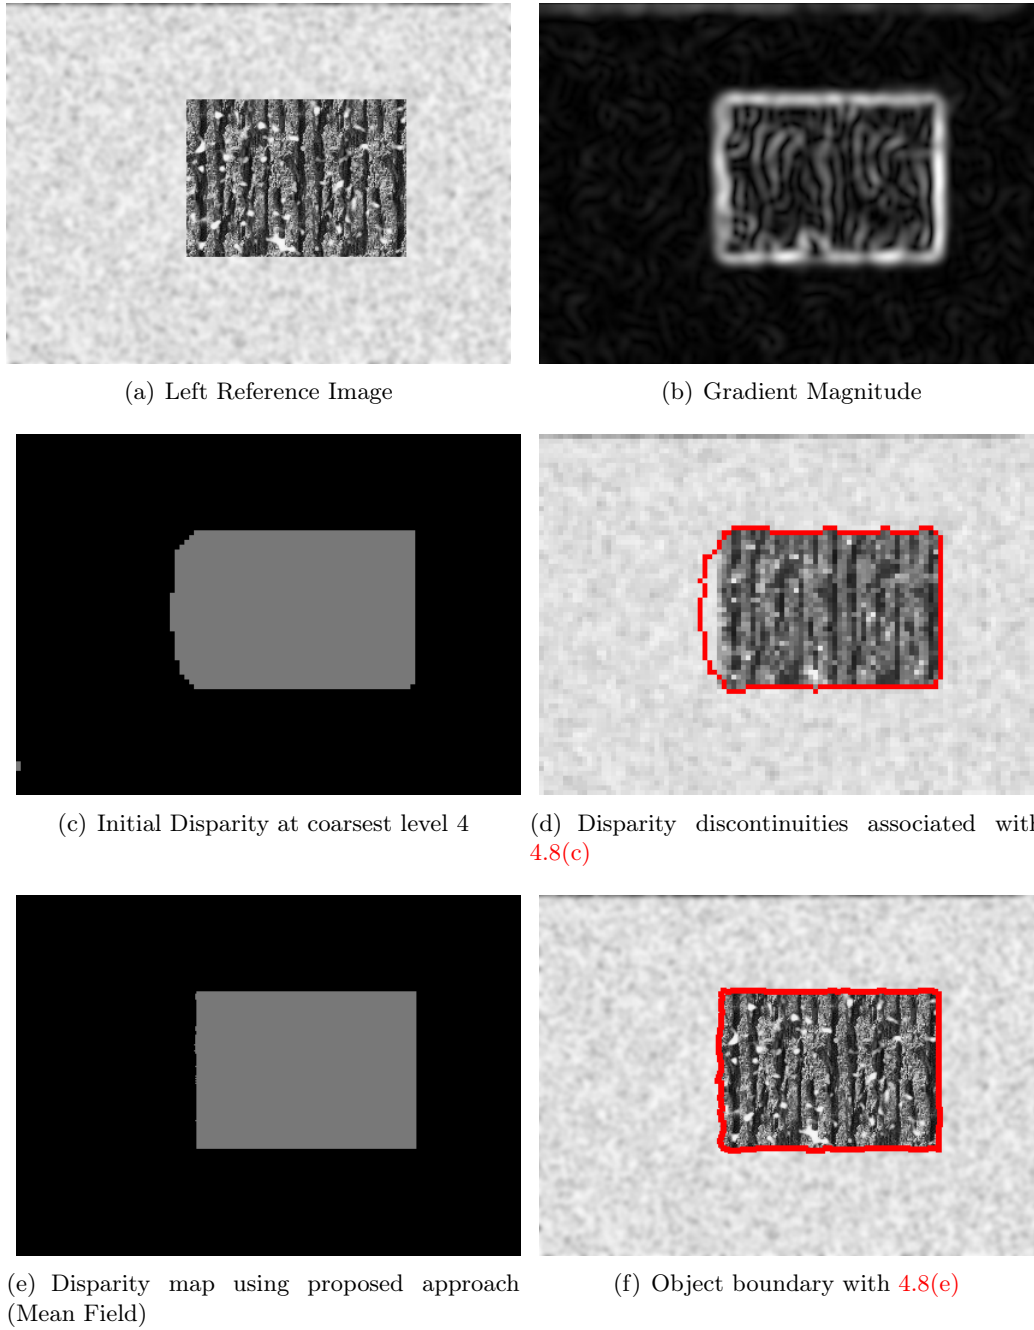 (a) Left Reference Image
(b) Gradient Magnitude
(c) Initial Disparity at coarsest level 4
(d) Disparity discontinuities associated with
4.8(c)
(e) Disparity map using proposed approach
(Mean Field)
(f) Object boundary with 4.8(e)